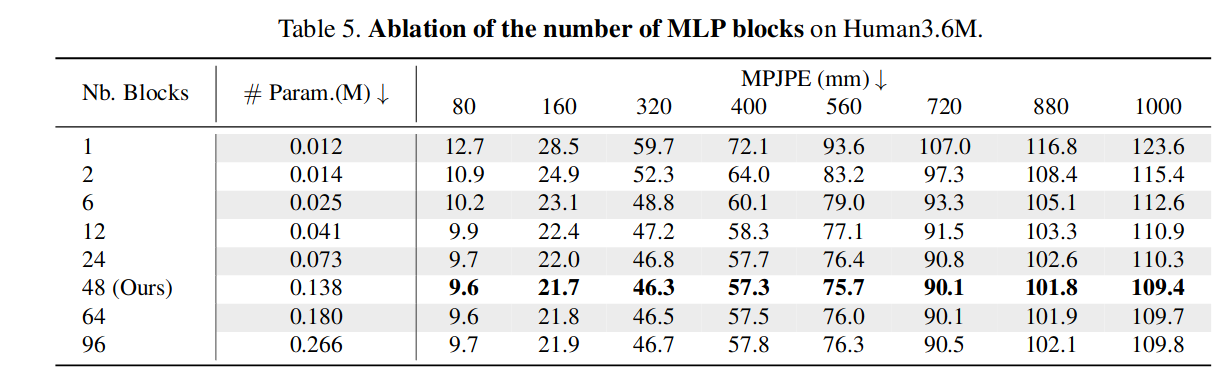 Table 5. Ablation of the number of MLP blocks on Human3.6M.
Nb. Blocks # Param.(M) ↓ MPJPE (mm) ↓
80 160 320 400 560 720 880 1000
1 0.012 12.7 28.5 59.7 72.1 93.6 107.0 116.8 123.6
2 0.014 10.9 24.9 52.3 64.0 83.2 97.3 108.4 115.4
6 0.025 10.2 23.1 48.8 60.1 79.0 93.3 105.1 112.6
12 0.041 9.9 22.4 47.2 58.3 77.1 91.5 103.3 110.9
24 0.073 9.7 22.0 46.8 57.7 76.4 90.8 102.6 110.3
48 (Ours) 0.138 9.6 21.7 46.3 57.3 75.7 90.1 101.8 109.4
64 0.180 9.6 21.8 46.5 57.5 76.0 90.1 101.9 109.7
96 0.266 9.7 21.9 46.7 57.8 76.3 90.5 102.1 109.8